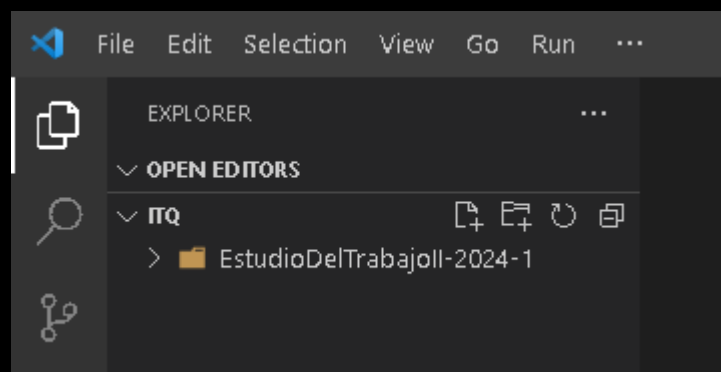 File Edit Selection View Go Run ...
EXPLORER ...
OPEN EDITORS
ITQ
EstudioDelTrabajoII-2024-1